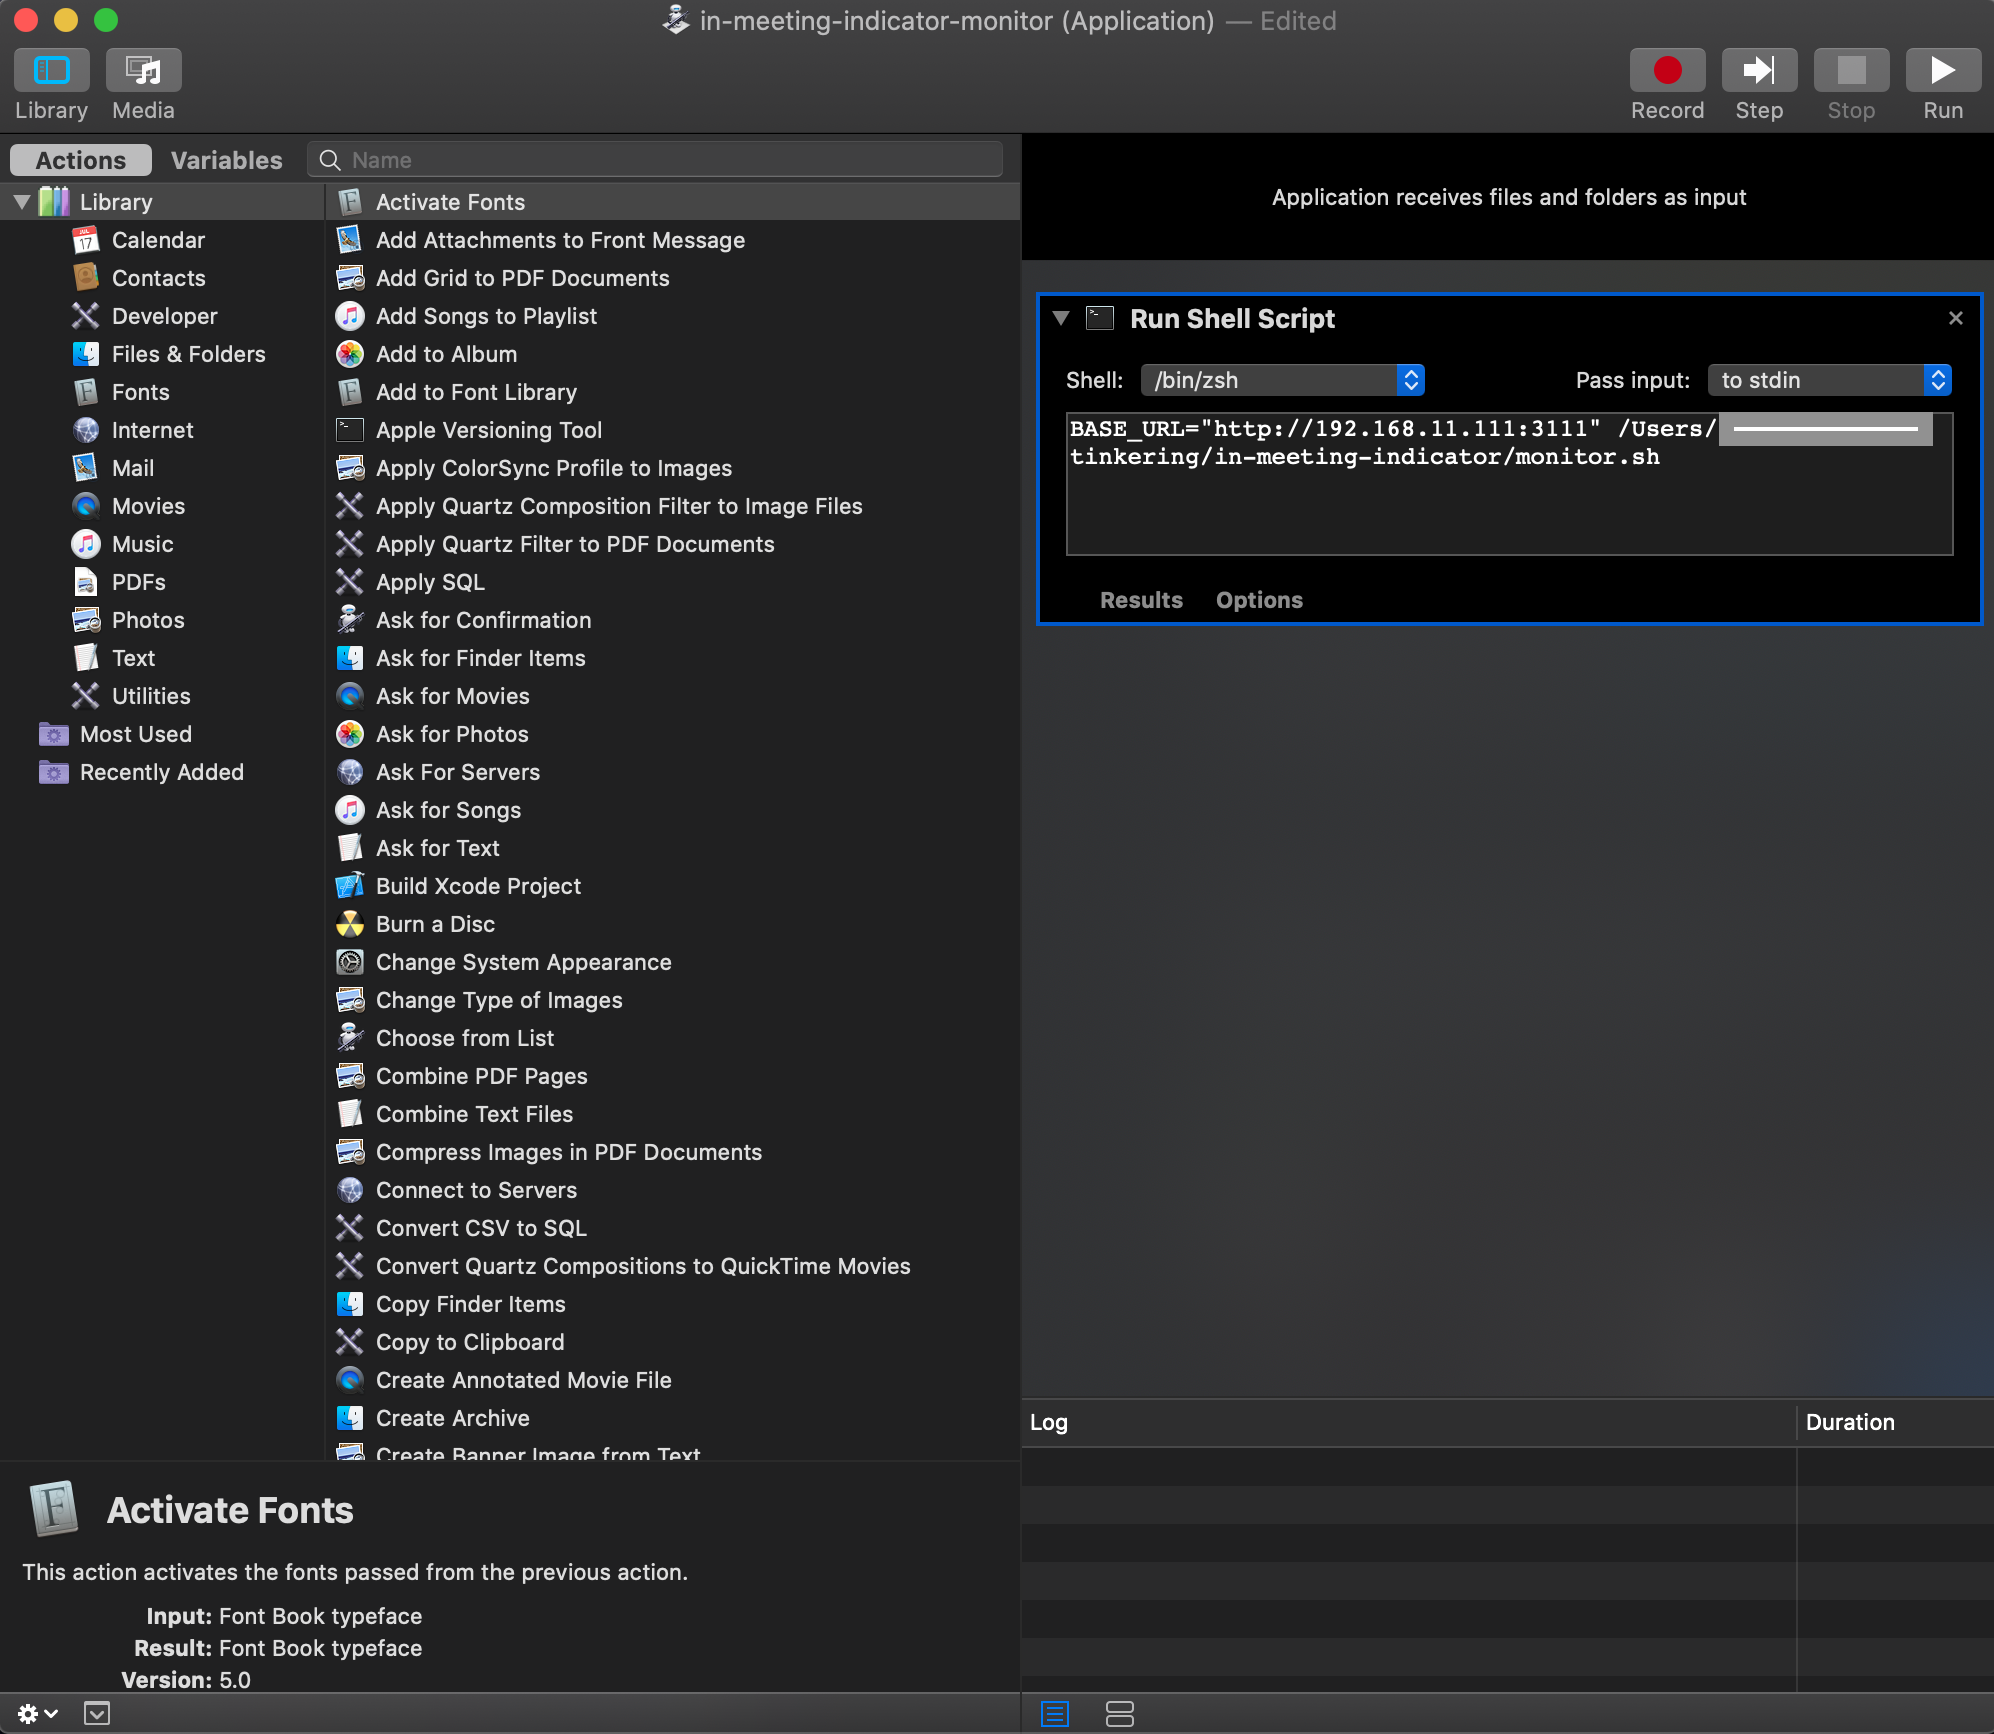 in-meeting-indicator-monitor (Application) — Edited
Library
Media
Record
Step
Stop
Run
Actions
Variables
Name
Library
Calendar
Contacts
Developer
Files & Folders
Fonts
Internet
Mail
Movies
Music
PDFs
Photos
Text
Utilities
Most Used
Recently Added
Activate Fonts
Add Attachments to Front Message
Add Grid to PDF Documents
Add Songs to Playlist
Add to Album
Add to Font Library
Apple Versioning Tool
Apply ColorSync Profile to Images
Apply Quartz Composition Filter to Image Files
Apply Quartz Filter to PDF Documents
Apply SQL
Ask for Confirmation
Ask for Finder Items
Ask for Movies
Ask for Photos
Ask For Servers
Ask for Songs
Ask for Text
Build Xcode Project
Burn a Disc
Change System Appearance
Change Type of Images
Choose from List
Combine PDF Pages
Combine Text Files
Compress Images in PDF Documents
Connect to Servers
Convert CSV to SQL
Convert Quartz Compositions to QuickTime Movies
Copy Finder Items
Copy to Clipboard
Create Annotated Movie File
Create Archive
Create Banner Image from Text
Activate Fonts
This action activates the fonts passed from the previous action.
Input: Font Book typeface
Result: Font Book typeface
Version: 5.0
Application receives files and folders as input
Run Shell Script
Shell: /bin/zsh
Pass input: to stdin
BASE_URL="http://192.168.11.111:3111" /Users/
tinkering/in-meeting-indicator/monitor.sh
Results
Options
Log
Duration